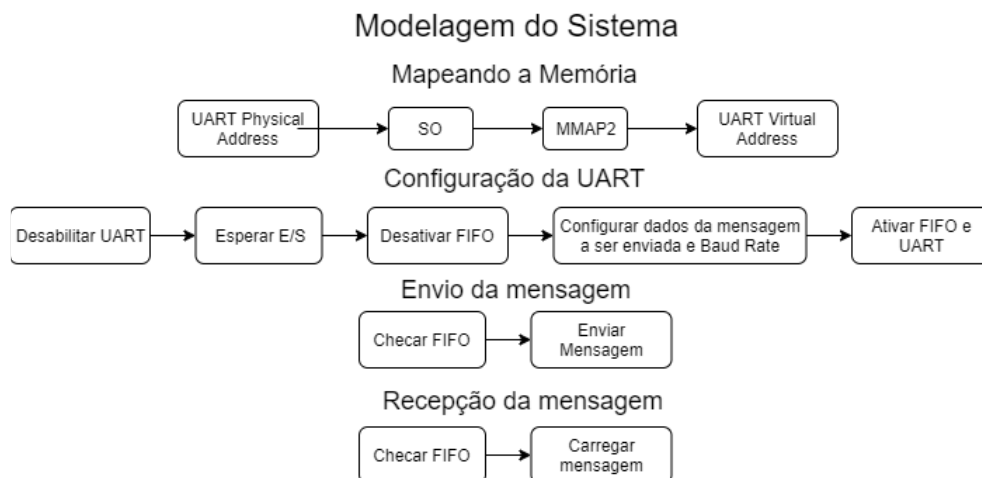 Modelagem do Sistema
Mapeando a Memória
UART Physical
Address
SO
MMAP2
UART Virtual
Address
Configuração da UART
Desabilitar UART
Esperar E/S
Desativar FIFO
Configurar dados da mensagem
a ser enviada e Baud Rate
Ativar FIFO e
UART
Envio da mensagem
Checar FIFO
Enviar
Mensagem
Recepção da mensagem
Checar FIFO
Carregar
mensagem